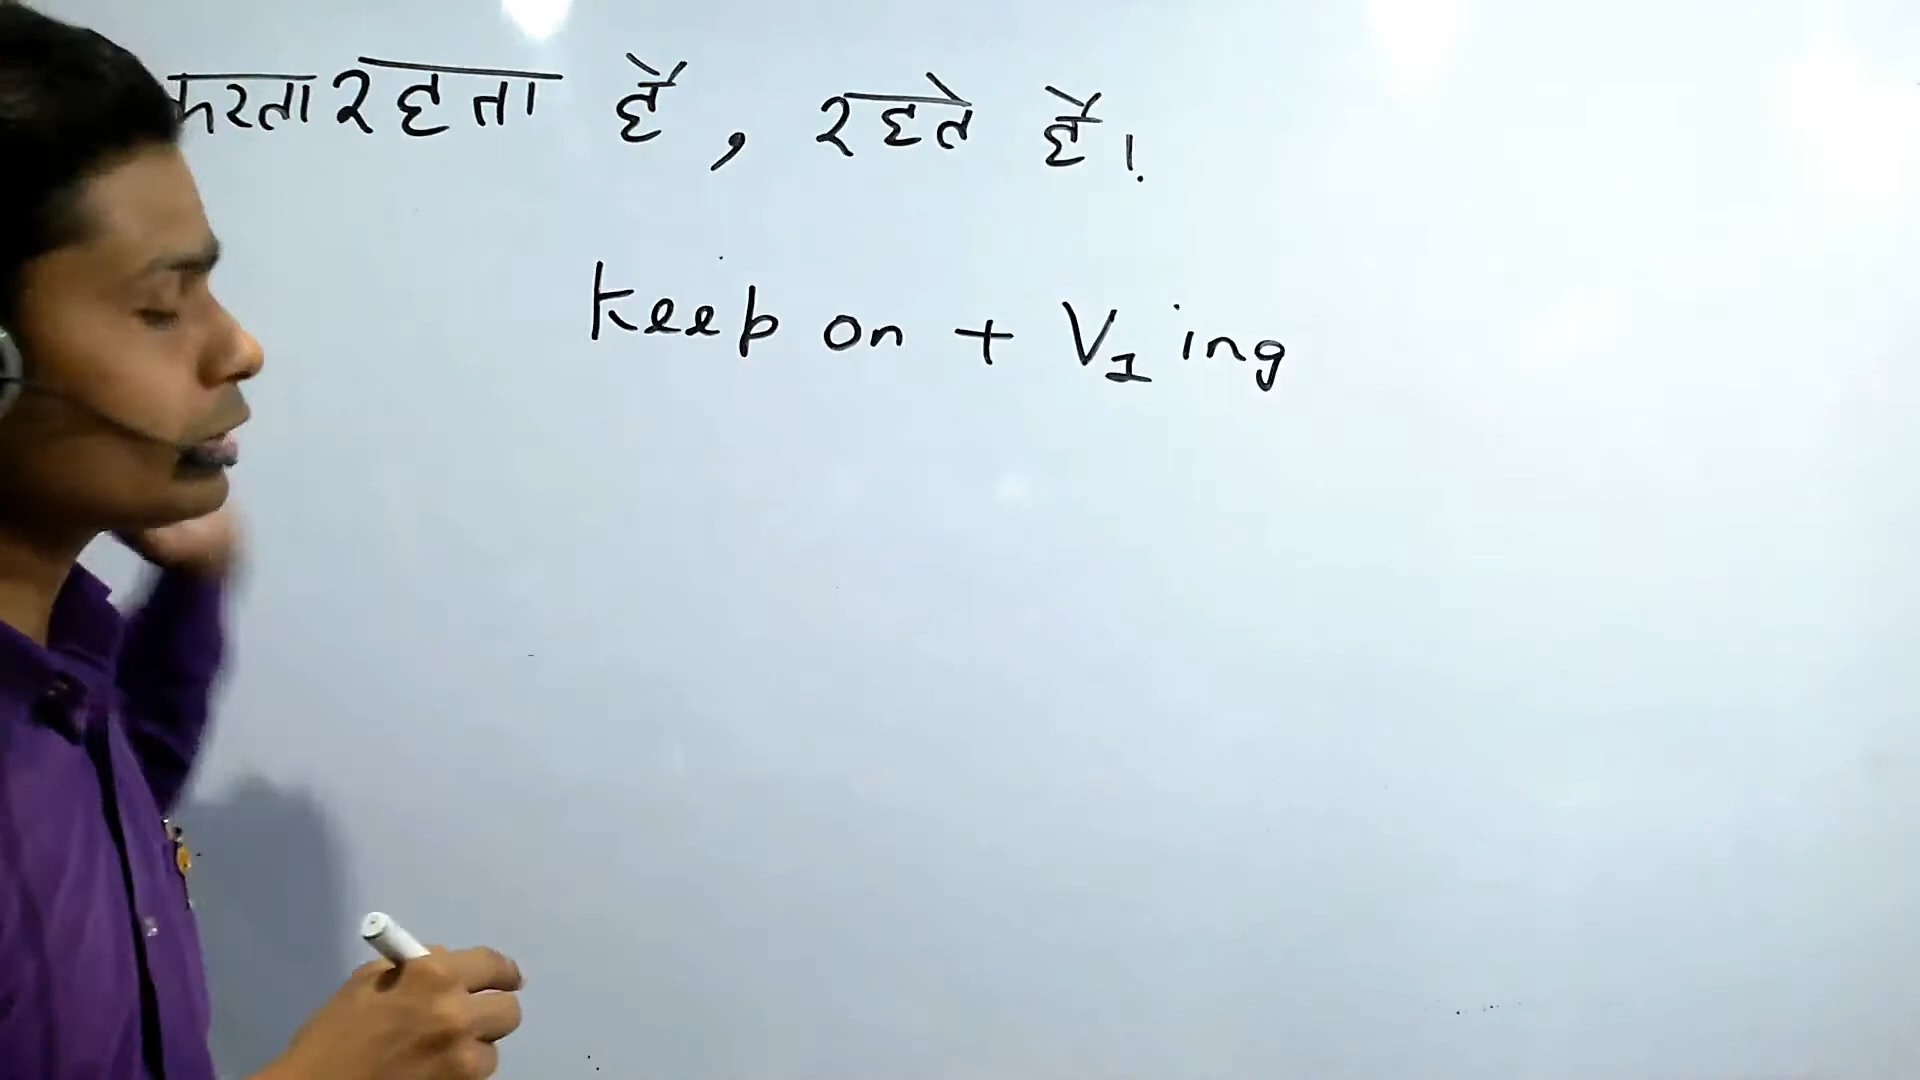 करता रहता है, रहते हैं।
Keep on + V1 ing